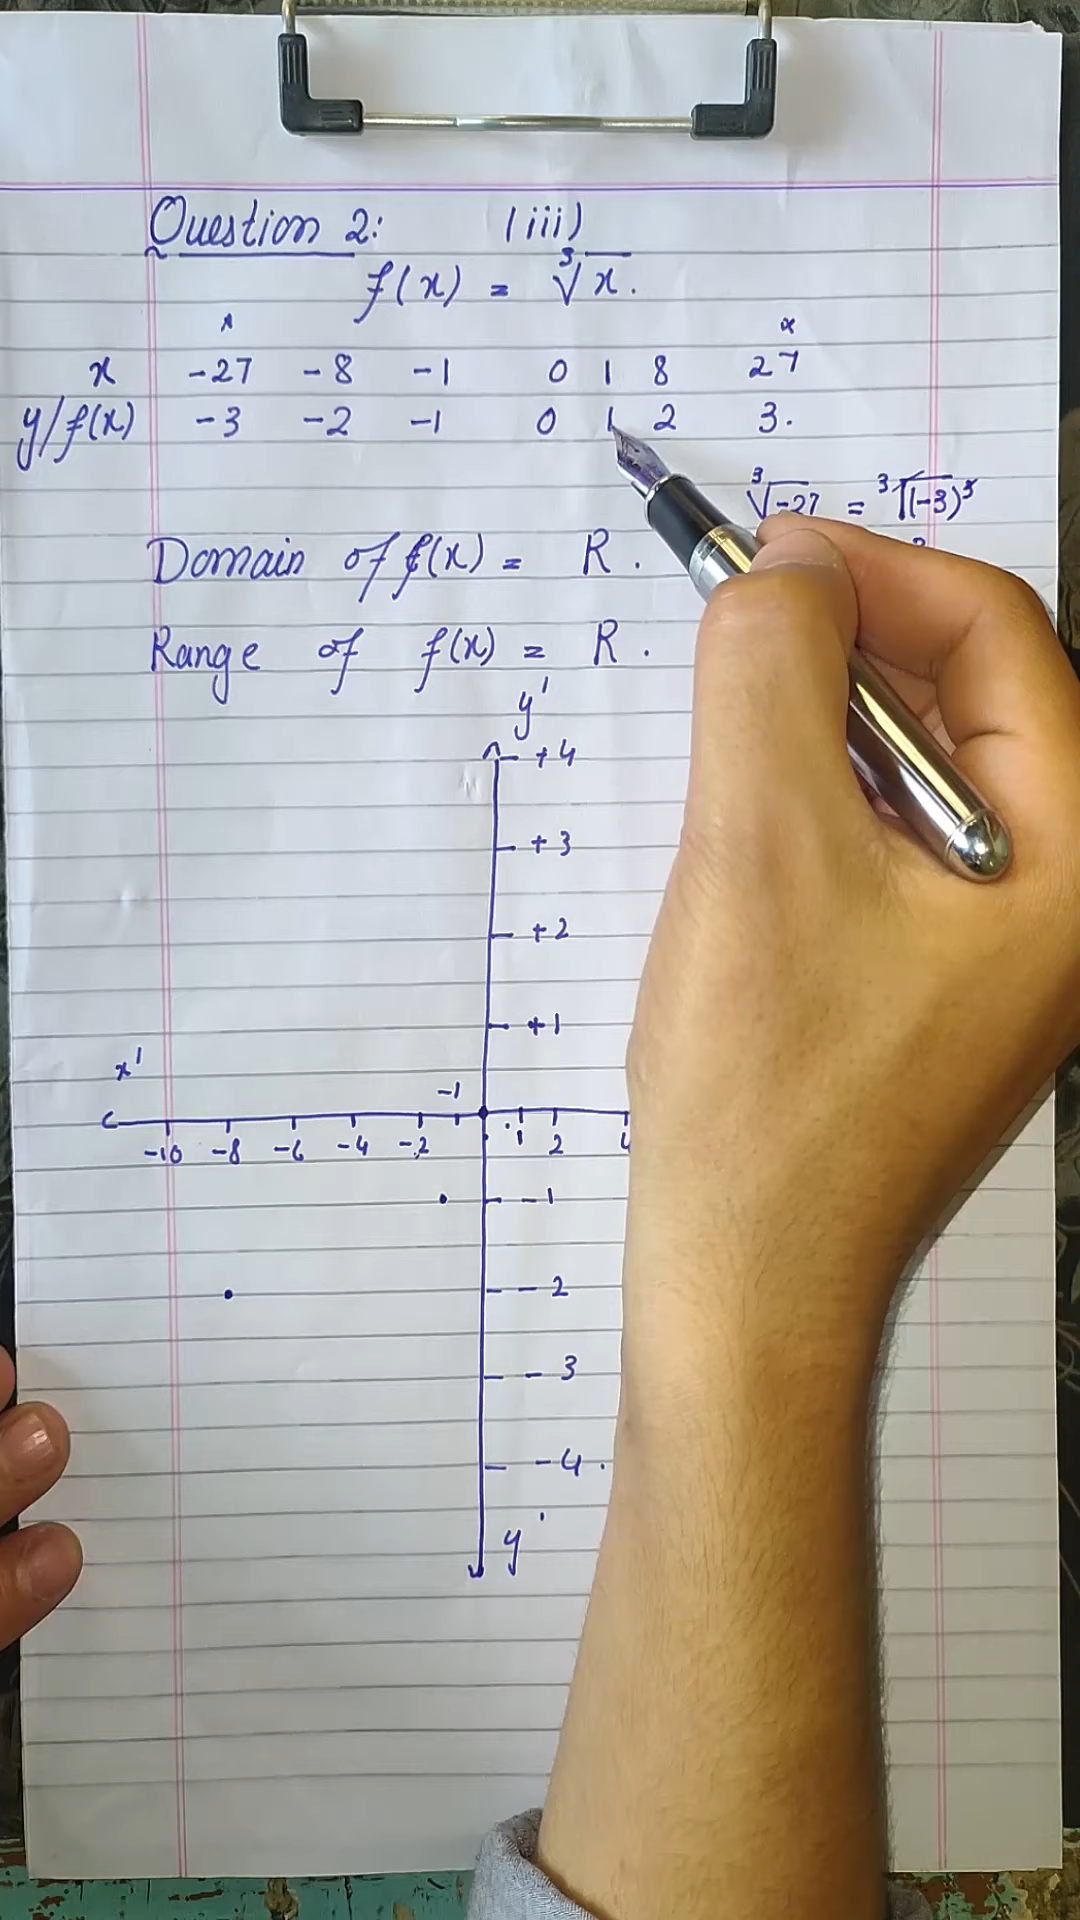 Question 2: (iii)
f(x) = ∛x.
x x
x -27 -8 -1 0 1 8 27
y/f(x) -3 -2 -1 0 1 2 3.
∛-27 = ∛(-3)³
Domain of f(x) = R.
Range of f(x) = R.
y'
+4
+3
+2
+1
x'
-1
-10 -8 -6 -4 -2 1 2 4
-1
-2
-3
-4
y'